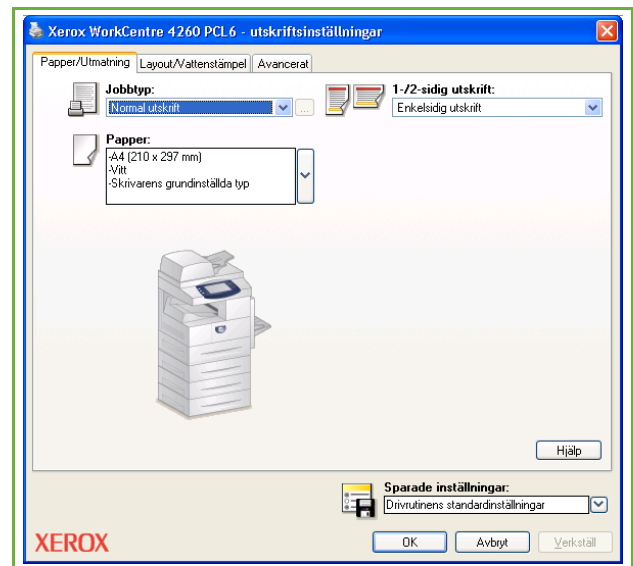 Xerox WorkCentre 4260 PCL6 - utskriftsinställningar
Papper/Utmatning Layout/Vattenstämpel Avancerat
Jobbtyp:
Normal utskrift
...
1-/2-sidig utskrift:
Enkelsidig utskrift
Papper:
-A4 (210 x 297 mm)
-Vitt
-Skrivarens grundinställda typ
Hjälp
Sparade inställningar:
Drivrutinens standardinställningar
XEROX
OK Avbryt Verkställ